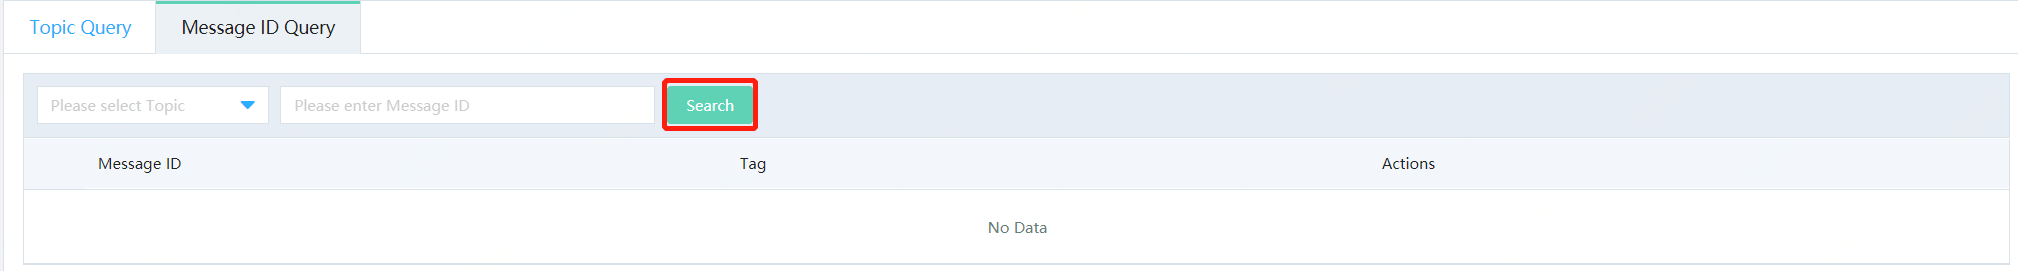 Topic Query Message ID Query
Please select Topic Please enter Message ID Search
Message ID Tag Actions
No Data